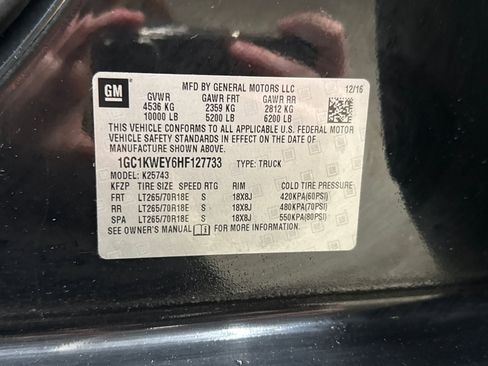 GM
MFD BY GENERAL MOTORS LLC
12/16
GVWR GAWR FRT GAWR RR
4536 KG 2359 KG 2812 KG
10000 LB 5200 LB 6200 LB
THIS VEHICLE CONFORMS TO ALL APPLICABLE U.S. FEDERAL MOTOR
VEHICLE SAFETY STANDARDS IN EFFECT ON THE DATE OF
MANUFACTURE SHOWN ABOVE.
1GC1KWEY6HF127733 TYPE: TRUCK
MODEL: K25743
KFZP TIRE SIZE SPEED RTG RIM COLD TIRE PRESSURE
FRT LT265/70R18E S 18X8J 420KPA(60PSI)
RR LT265/70R18E S 18X8J 480KPA(70PSI)
SPA LT265/70R18E S 18X8J 550KPA(80PSI)
SEE OWNER'S MANUAL FOR MORE INFORMATION.